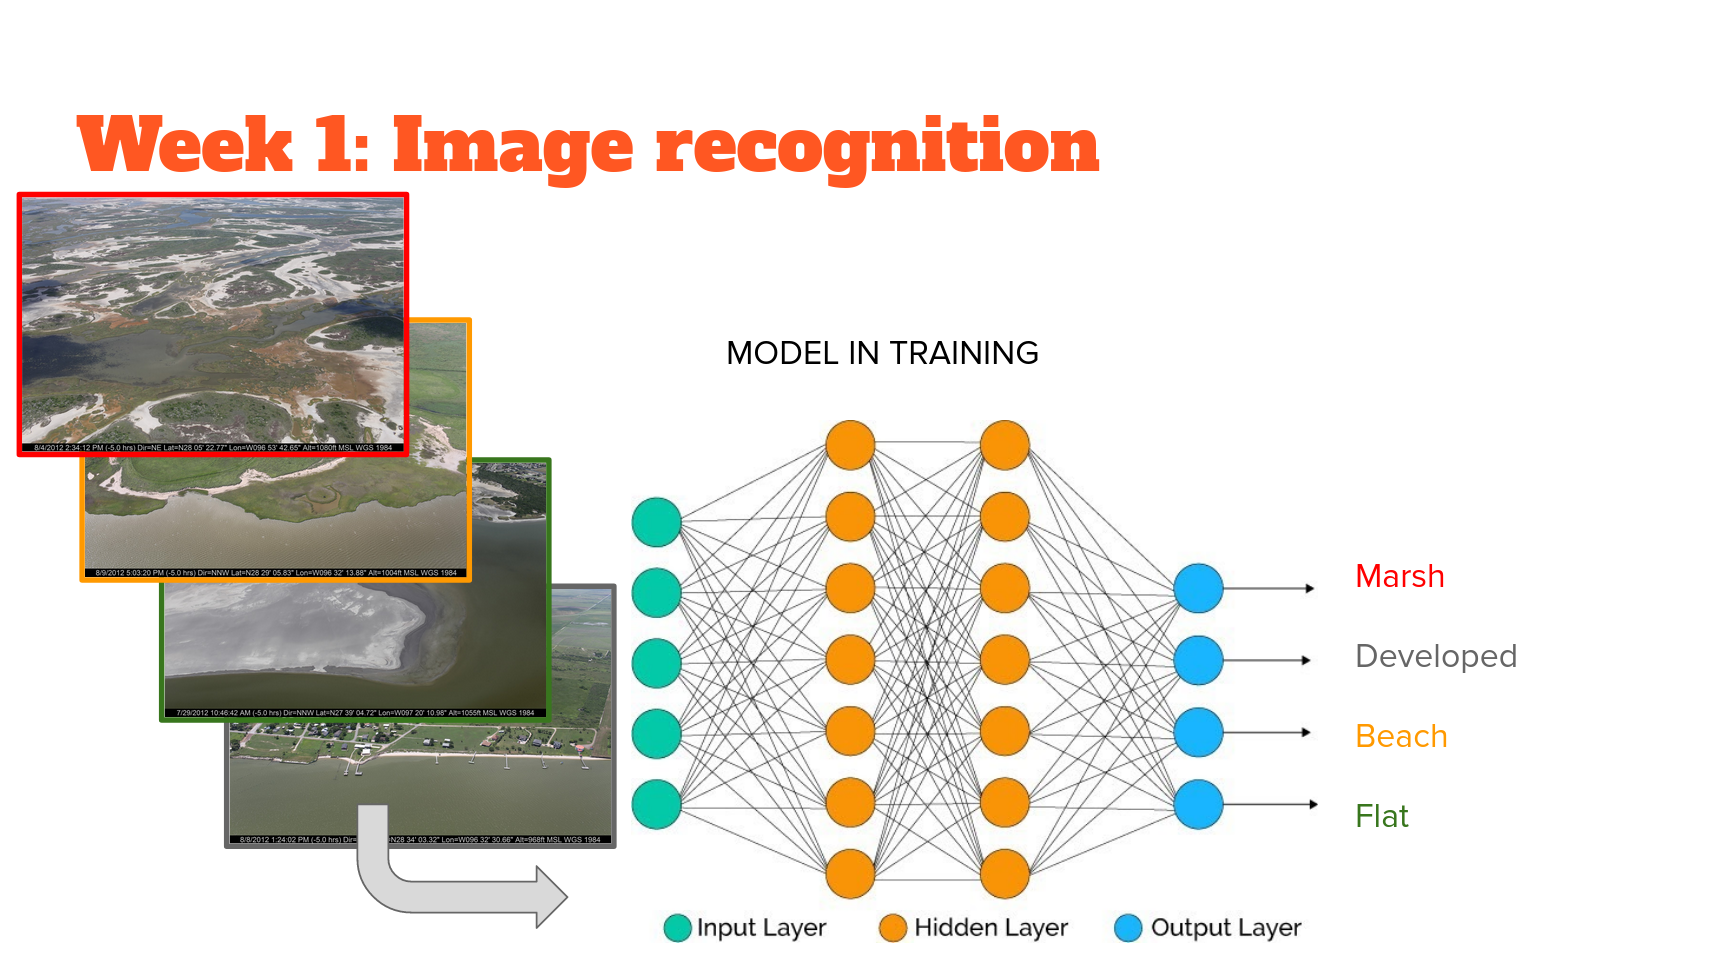 Week 1: Image recognition
8/4/2012 2:34:12 PM (-5.0 hrs) Dir=NE Lat=N28 05' 22.77" Lon=W096 53' 42.65" Alt=1080ft MSL WGS 1984
MODEL IN TRAINING
8/9/2012 5:03:20 PM (-5.0 hrs) Dir=NNW Lat=N28 29' 05.83" Lon=W096 32' 13.88" Alt=1004ft MSL WGS 1984
7/29/2012 10:46:42 AM (-5.0 hrs) Dir=NNW Lat=N27 39' 04.72" Lon=W097 20' 10.98" Alt=1055ft MSL WGS 1984
8/8/2012 1:24:02 PM (-5.0 hrs) N28 34' 03.32" Lon=W096 32' 30.66" Alt=968ft MSL WGS 1984
Marsh
Developed
Beach
Flat
Input Layer Hidden Layer Output Layer